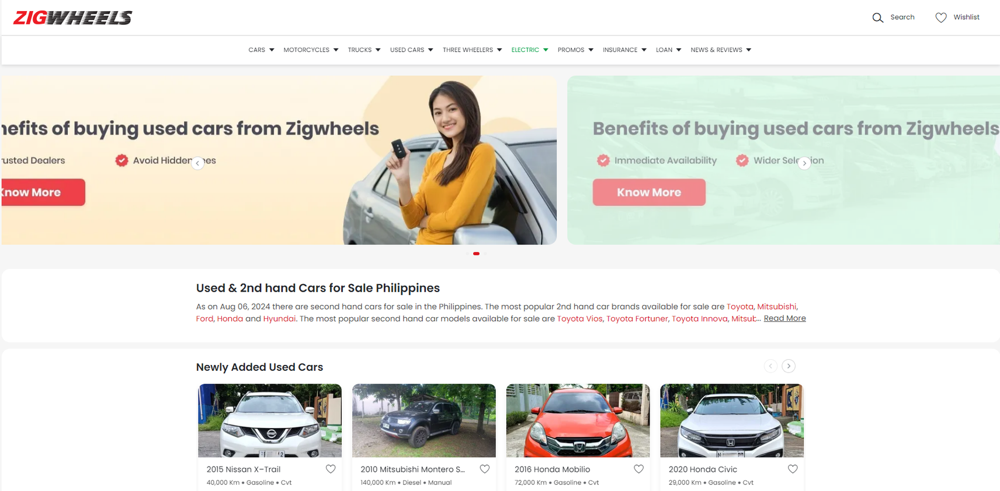 ZIGWHEELS
Search
Wishlist
CARS
MOTORCYCLES
TRUCKS
USED CARS
THREE WHEELERS
ELECTRIC
PROMOS
INSURANCE
LOAN
NEWS & REVIEWS
nefits of buying used cars from Zigwheels
rusted Dealers
Avoid Hidden ees
Know More
Benefits of buying used cars from Zigwheels
Immediate Availability
Wider Sele ion
Know More
Used & 2nd hand Cars for Sale Philippines
As on Aug 06, 2024 there are second hand cars for sale in the Philippines. The most popular 2nd hand car brands available for sale are Toyota, Mitsubishi,
Ford, Honda and Hyundai. The most popular second hand car models available for sale are Toyota Vios, Toyota Fortuner, Toyota Innova, Mitsub... Read More
Newly Added Used Cars
2015 Nissan X-Trail
40,000 Km • Gasoline • Cvt
2010 Mitsubishi Montero S...
140,000 Km • Diesel • Manual
2016 Honda Mobilio
72,000 Km • Gasoline • Cvt
2020 Honda Civic
29,000 Km • Gasoline • Cvt